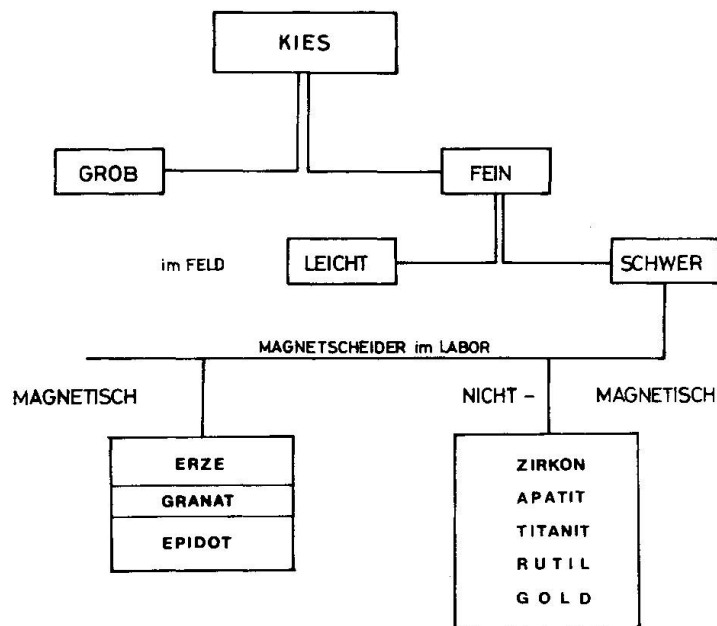 KIES
GROB
FEIN
im FELD
LEICHT
SCHWER
MAGNETSCHEIDER im LABOR
MAGNETISCH
NICHT - MAGNETISCH
ERZE
GRANAT
EPIDOT
ZIRKON
APATIT
TITANIT
RUTIL
GOLD